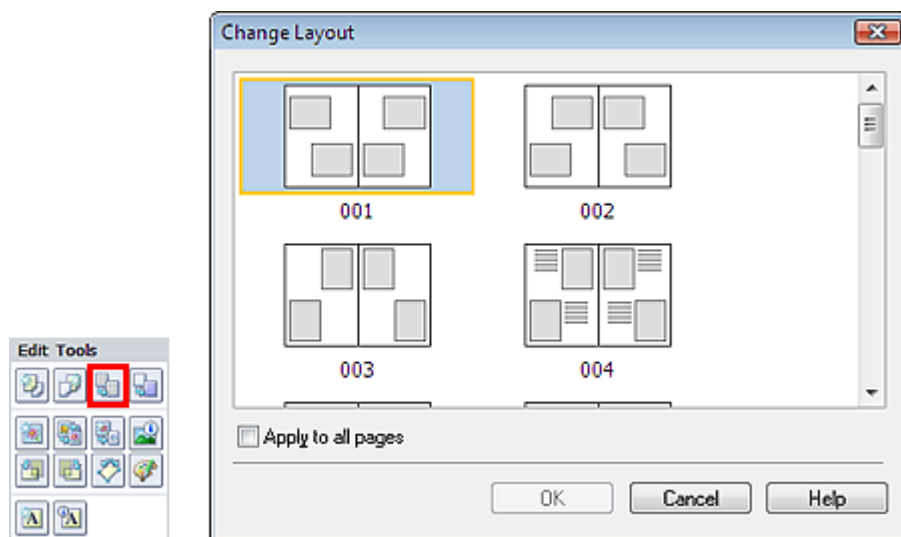 Change Layout
001
002
003
004
Apply to all pages
OK
Cancel
Help
Edit Tools
A
A